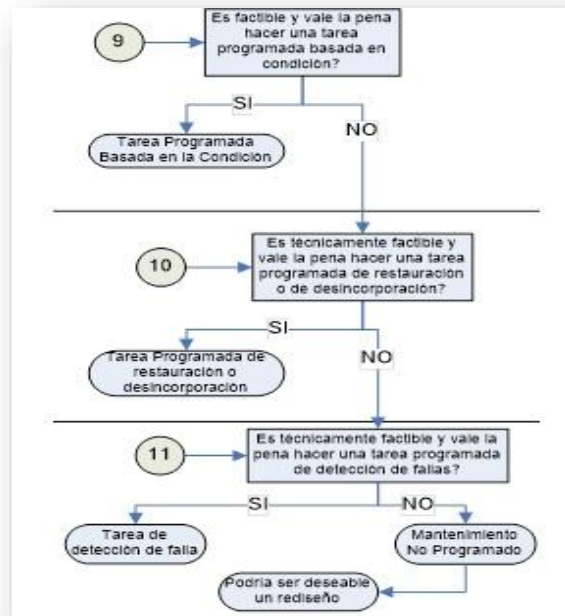 Es factible y vale la pena
hacer una tarea
programada basada en
condición?
9
SI
NO
Tarea Programada
Basada en la Condición
Es técnicamente factible y
vale la pena hacer una tarea
programada de restauración
o de desincorporación?
10
SI
NO
Tarea Programada de
restauración o
desincorporación
Es técnicamente factible y vale la
pena hacer una tarea programada
de detección de fallas?
11
SI
NO
Tarea de
detección de falla
Mantenimiento
No Programado
Podría ser deseable
un rediseño